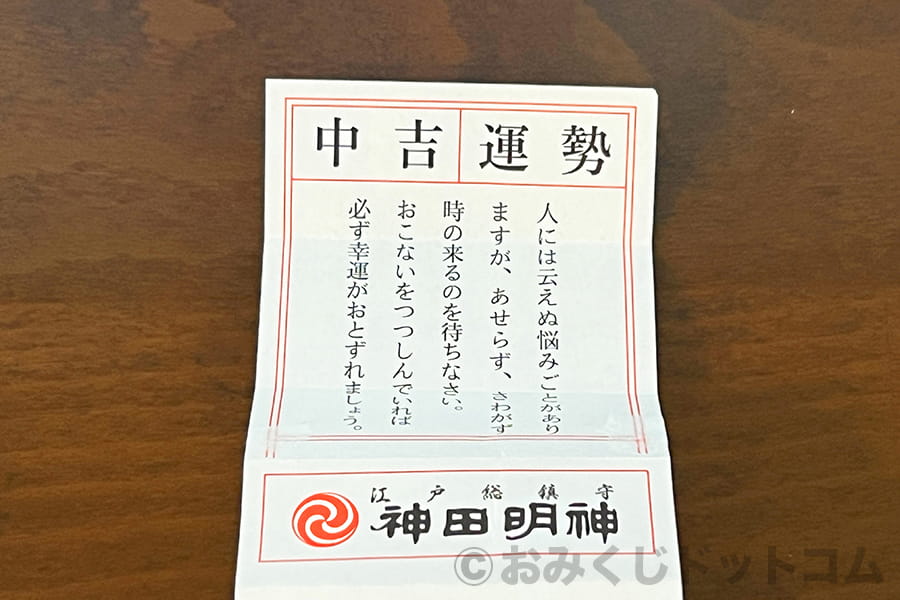 運勢
中吉
人には云えぬ悩みごとがあり
ますが、あせらず、さわがず
時の来るのを待ちなさい。
おこないをつつしんでいれば
必ず幸運がおとずれましょう。
江戸総鎮守
神田明神
©おみくじドットコム